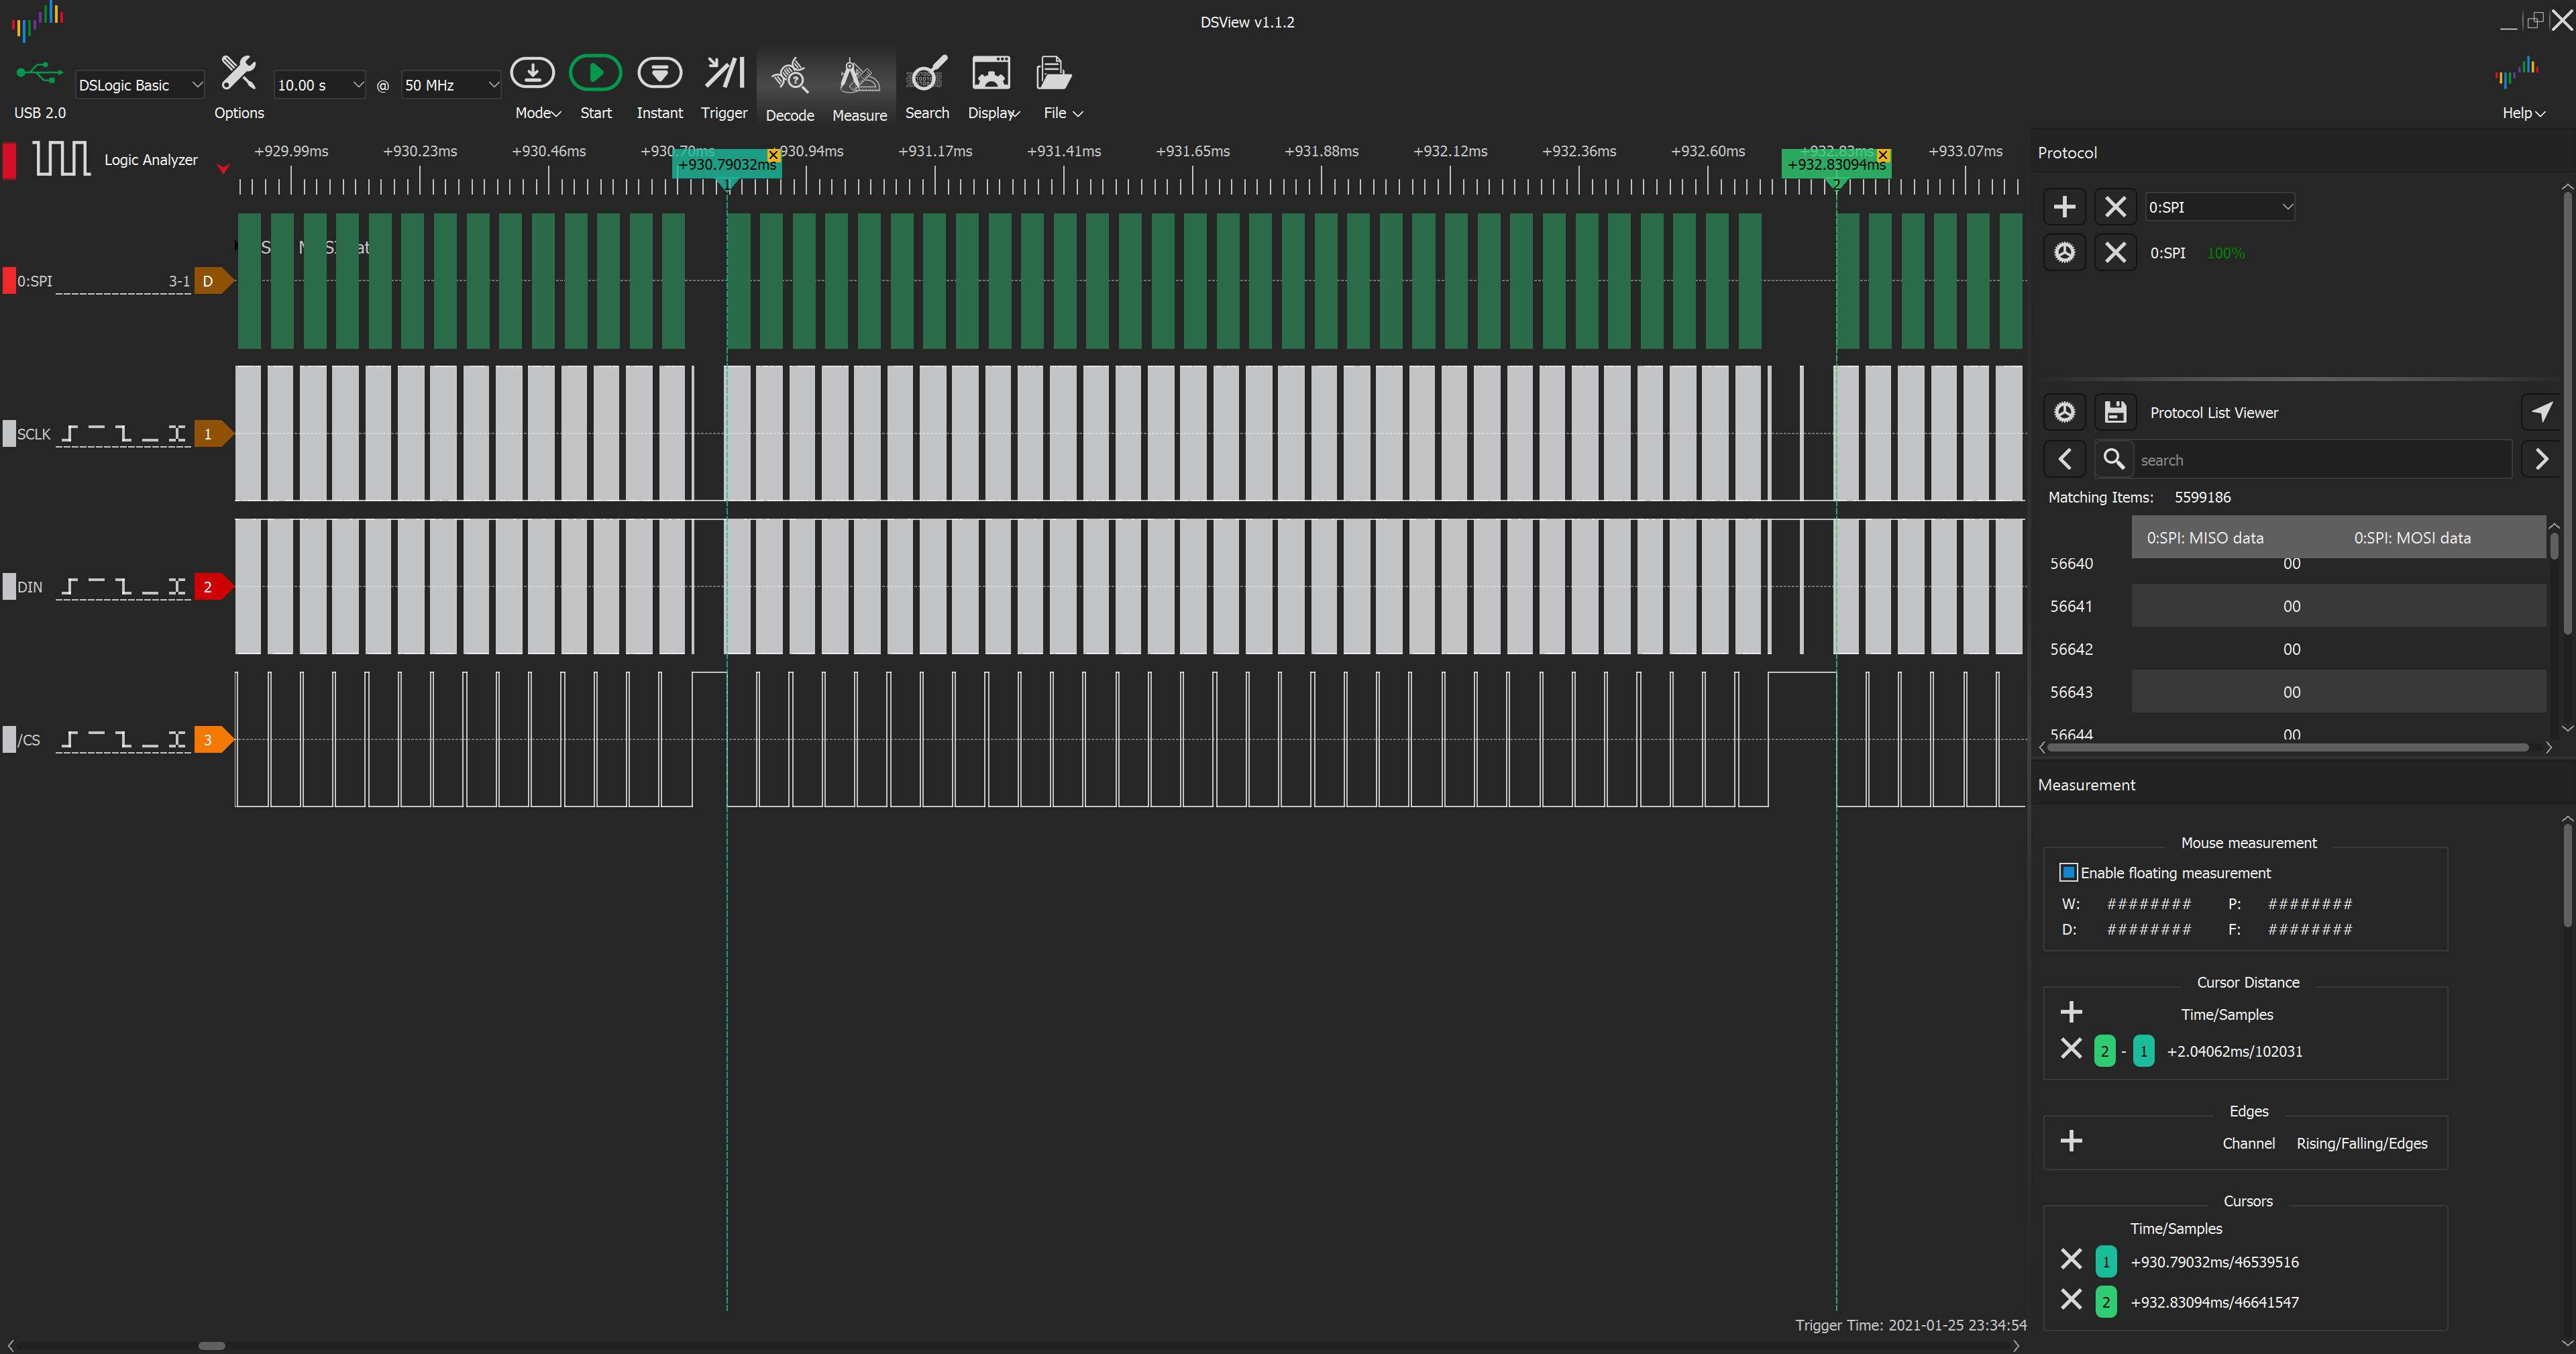 DSView v1.1.2
USB 2.0
DSLogic Basic
Options
10.00 s
@
50 MHz
Mode
Start
Instant
Trigger
Decode
Measure
Search
Display
File
Help
Logic Analyzer
+929.99ms +930.23ms +930.46ms +930.70ms +930.94ms +931.17ms +931.41ms +931.65ms +931.88ms +932.12ms +932.36ms +932.60ms +932.83ms +933.07ms
+930.79032ms
+932.83094ms
1
2
0:SPI 3-1 D
SCLK 1
DIN 2
/CS 3
Trigger Time: 2021-01-25 23:34:54
Protocol
0:SPI
0:SPI 100%
Protocol List Viewer
search
Matching Items: 5599186
0:SPI: MISO data 0:SPI: MOSI data
56640 00
56641 00
56642 00
56643 00
56644 00
Measurement
Mouse measurement
Enable floating measurement
W: ######## P: ########
D: ######## F: ########
Cursor Distance
Time/Samples
2 - 1 +2.04062ms/102031
Edges
Channel Rising/Falling/Edges
Cursors
Time/Samples
1 +930.79032ms/46539516
2 +932.83094ms/46641547